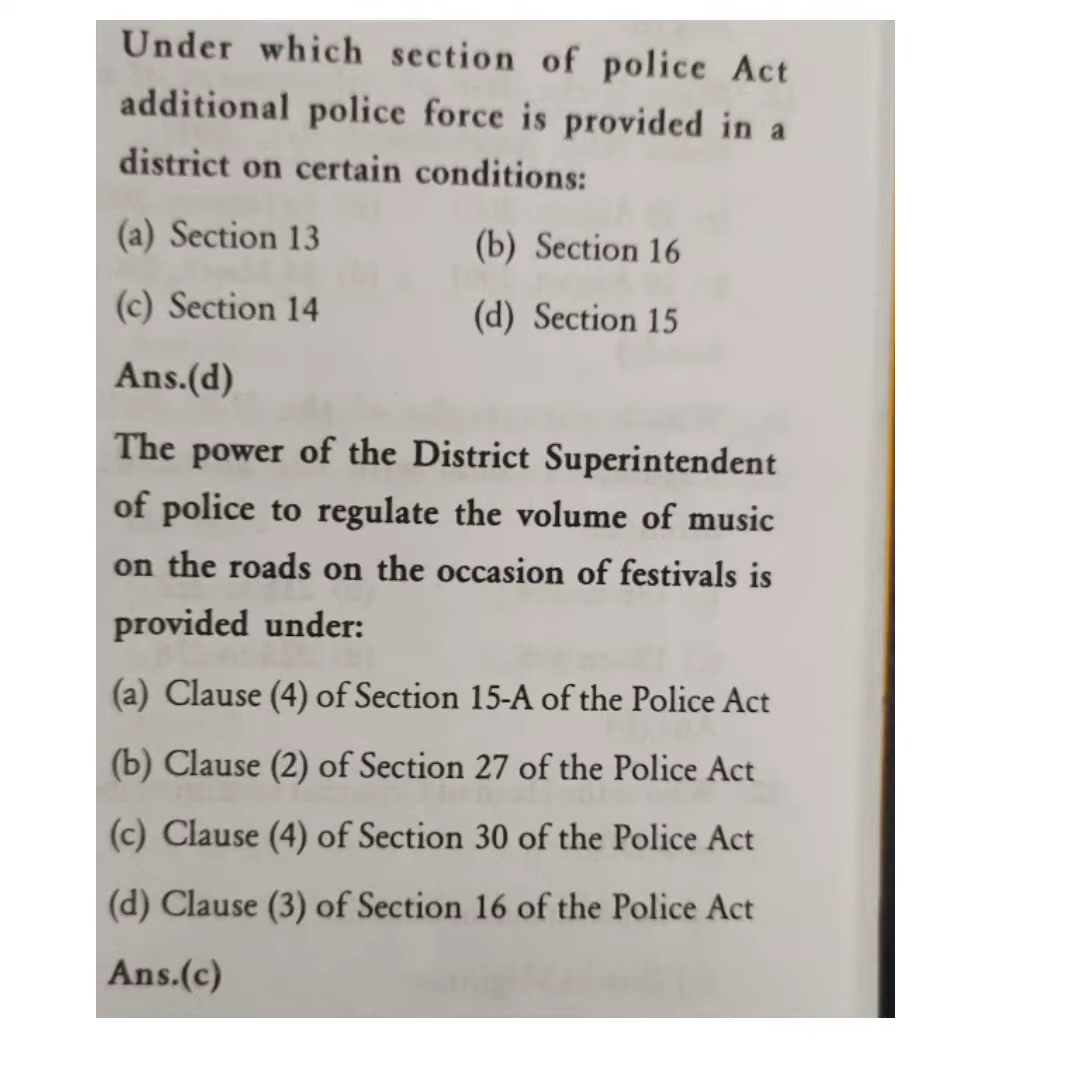 Under which section of police Act
additional police force is provided in a
district on certain conditions:
(a) Section 13 (b) Section 16
(c) Section 14 (d) Section 15
Ans.(d)
The power of the District Superintendent
of police to regulate the volume of music
on the roads on the occasion of festivals is
provided under:
(a) Clause (4) of Section 15-A of the Police Act
(b) Clause (2) of Section 27 of the Police Act
(c) Clause (4) of Section 30 of the Police Act
(d) Clause (3) of Section 16 of the Police Act
Ans.(c)